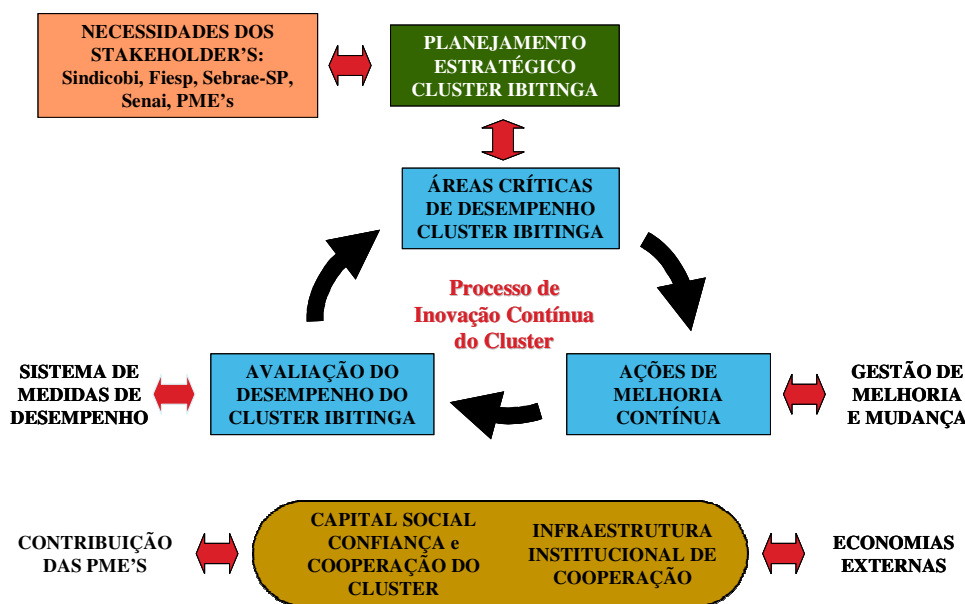 NECESSIDADES DOS
STAKEHOLDER'S:
Sindicobi, Fiesp, Sebrae-SP,
Senai, PME's
PLANEJAMENTO
ESTRATÉGICO
CLUSTER IBITINGA
ÁREAS CRÍTICAS
DE DESEMPENHO
CLUSTER IBITINGA
Processo de
Inovação Contínua
do Cluster
SISTEMA DE
MEDIDAS DE
DESEMPENHO
AVALIAÇÃO DO
DESEMPENHO DO
CLUSTER IBITINGA
AÇÕES DE
MELHORIA
CONTÍNUA
GESTÃO DE
MELHORIA
E MUDANÇA
CONTRIBUIÇÃO
DAS PME'S
CAPITAL SOCIAL
CONFIANÇA e
COOPERAÇÃO DO
CLUSTER
INFRAESTRUTURA
INSTITUCIONAL DE
COOPERAÇÃO
ECONOMIAS
EXTERNAS